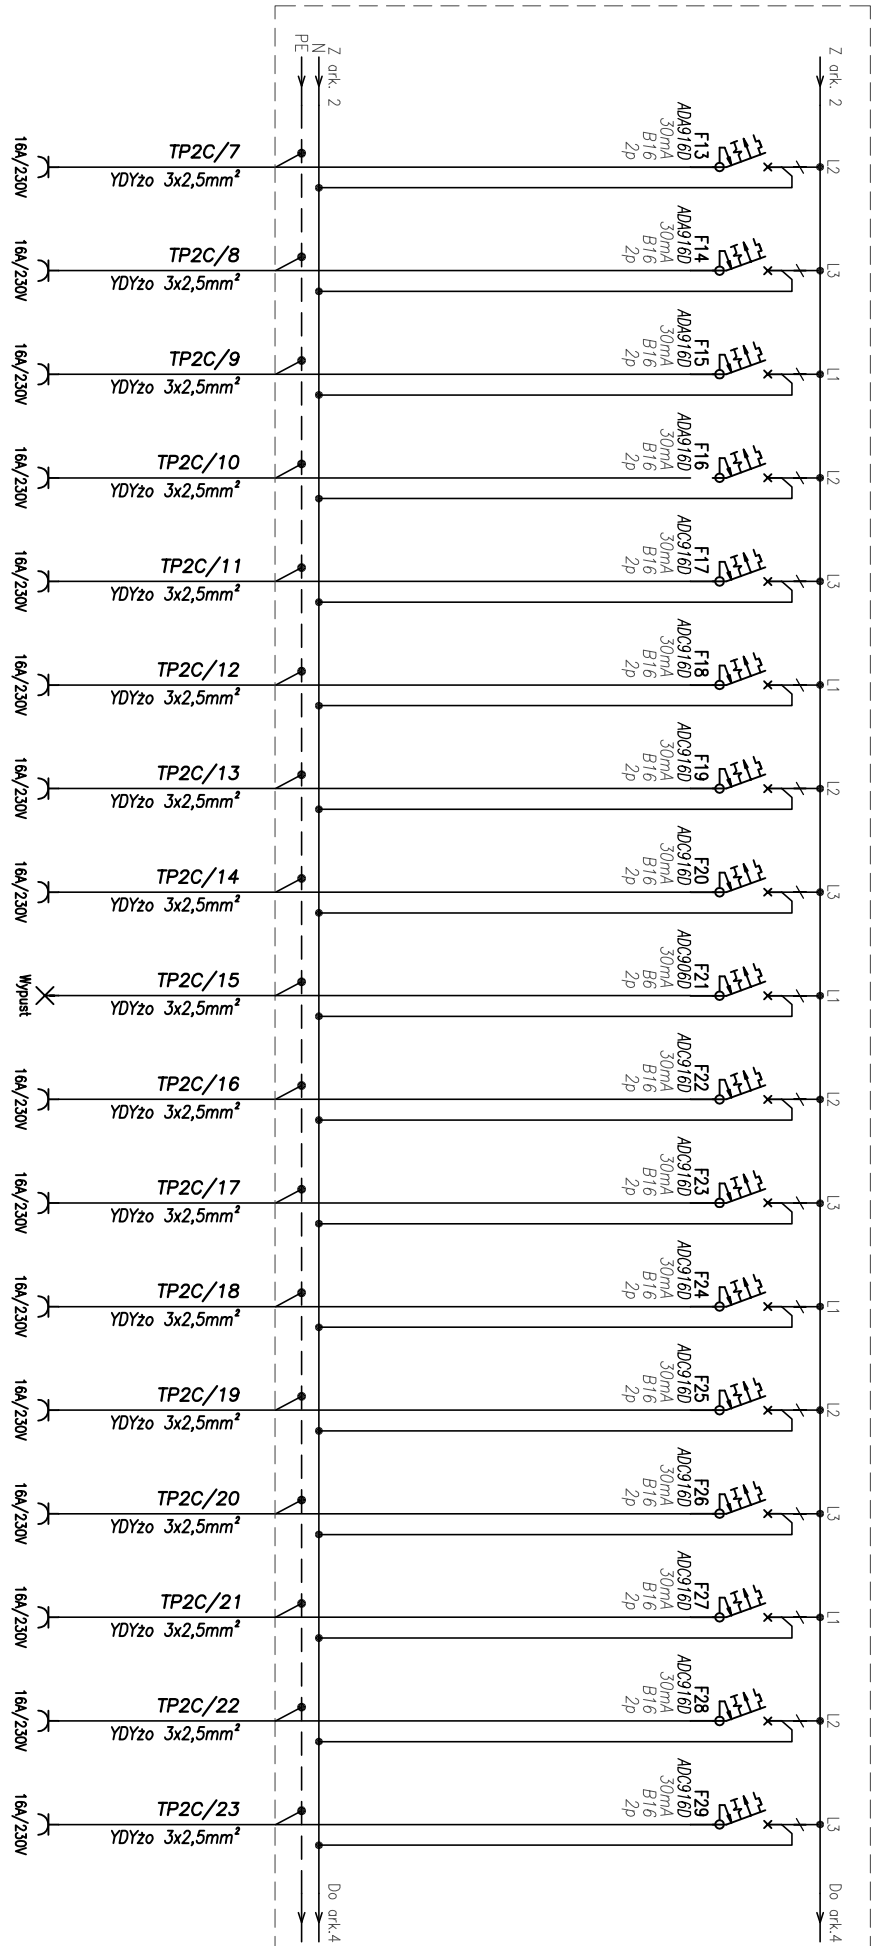 Z ark. 2
N
PE
Z ark. 2
L2
F13
ADA916D
30mA
B16
2p
TP2C/7
YDYżo 3x2,5mm²
16A/230V
L3
F14
ADA916D
30mA
B16
2p
TP2C/8
YDYżo 3x2,5mm²
16A/230V
L1
F15
ADA916D
30mA
B16
2p
TP2C/9
YDYżo 3x2,5mm²
16A/230V
L2
F16
ADA916D
30mA
B16
2p
TP2C/10
YDYżo 3x2,5mm²
16A/230V
L3
F17
ADC916D
30mA
B16
2p
TP2C/11
YDYżo 3x2,5mm²
16A/230V
L1
F18
ADC916D
30mA
B16
2p
TP2C/12
YDYżo 3x2,5mm²
16A/230V
L2
F19
ADC916D
30mA
B16
2p
TP2C/13
YDYżo 3x2,5mm²
16A/230V
L3
F20
ADC916D
30mA
B16
2p
TP2C/14
YDYżo 3x2,5mm²
16A/230V
L1
F21
ADC906D
30mA
B6
2p
TP2C/15
YDYżo 3x2,5mm²
Wypust
L2
F22
ADC916D
30mA
B16
2p
TP2C/16
YDYżo 3x2,5mm²
16A/230V
L3
F23
ADC916D
30mA
B16
2p
TP2C/17
YDYżo 3x2,5mm²
16A/230V
L1
F24
ADC916D
30mA
B16
2p
TP2C/18
YDYżo 3x2,5mm²
16A/230V
L2
F25
ADC916D
30mA
B16
2p
TP2C/19
YDYżo 3x2,5mm²
16A/230V
L3
F26
ADC916D
30mA
B16
2p
TP2C/20
YDYżo 3x2,5mm²
16A/230V
L1
F27
ADC916D
30mA
B16
2p
TP2C/21
YDYżo 3x2,5mm²
16A/230V
L2
F28
ADC916D
30mA
B16
2p
TP2C/22
YDYżo 3x2,5mm²
16A/230V
L3
F29
ADC916D
30mA
B16
2p
TP2C/23
YDYżo 3x2,5mm²
16A/230V
Do ark.4
Do ark.4